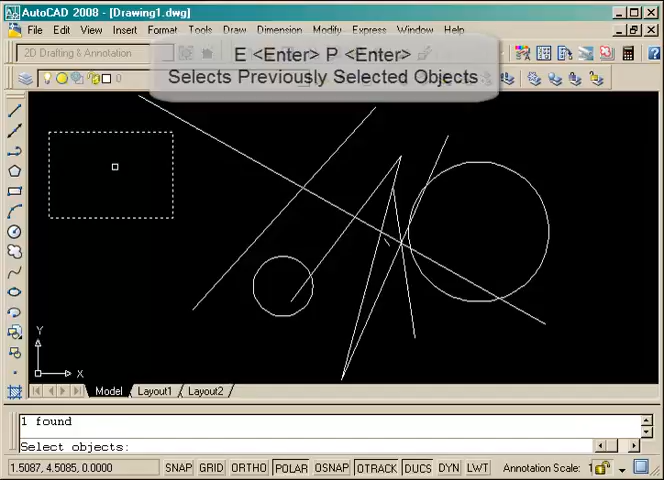 AutoCAD 2008 - [Drawing1.dwg]
File Edit View Insert Format Tools Draw Dimension Modify Express Window Help
2D Drafting & Annotation
E <Enter> P <Enter>
Selects Previously Selected Objects
0
Y
X
Model Layout1 Layout2
1 found
Select objects:
1.5087, 4.5085, 0.0000 SNAP GRID ORTHO POLAR OSNAP OTRACK DUCS DYN LWT Annotation Scale: 1